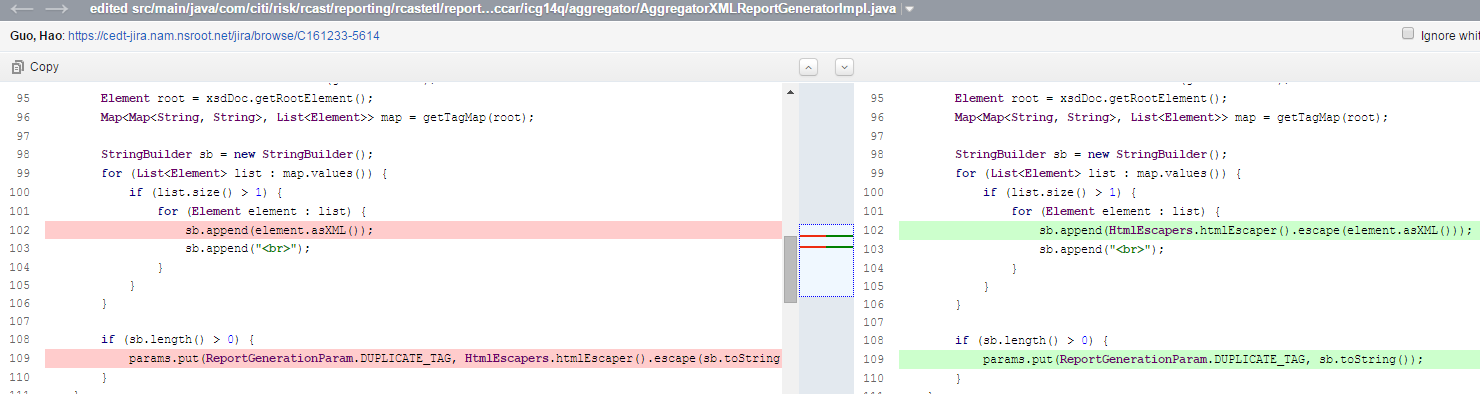 edited src/main/java/com/citi/risk/rcast/reporting/rcastetl/report…ccar/icg14q/aggregator/AggregatorXMLReportGeneratorImpl.java
Guo, Hao: https://cedt-jira.nam.nsroot.net/jira/browse/C161233-5614
Ignore whit
Copy
95 Element root = xsdDoc.getRootElement();
96 Map<Map<String, String>, List<Element>> map = getTagMap(root);
97
98 StringBuilder sb = new StringBuilder();
99 for (List<Element> list : map.values()) {
100 if (list.size() > 1) {
101 for (Element element : list) {
102 sb.append(element.asXML());
103 sb.append("<br>");
104 }
105 }
106 }
107
108 if (sb.length() > 0) {
109 params.put(ReportGenerationParam.DUPLICATE_TAG, HtmlEscapers.htmlEscaper().escape(sb.toString
110 }
95 Element root = xsdDoc.getRootElement();
96 Map<Map<String, String>, List<Element>> map = getTagMap(root);
97
98 StringBuilder sb = new StringBuilder();
99 for (List<Element> list : map.values()) {
100 if (list.size() > 1) {
101 for (Element element : list) {
102 sb.append(HtmlEscapers.htmlEscaper().escape(element.asXML()));
103 sb.append("<br>");
104 }
105 }
106 }
107
108 if (sb.length() > 0) {
109 params.put(ReportGenerationParam.DUPLICATE_TAG, sb.toString());
110 }